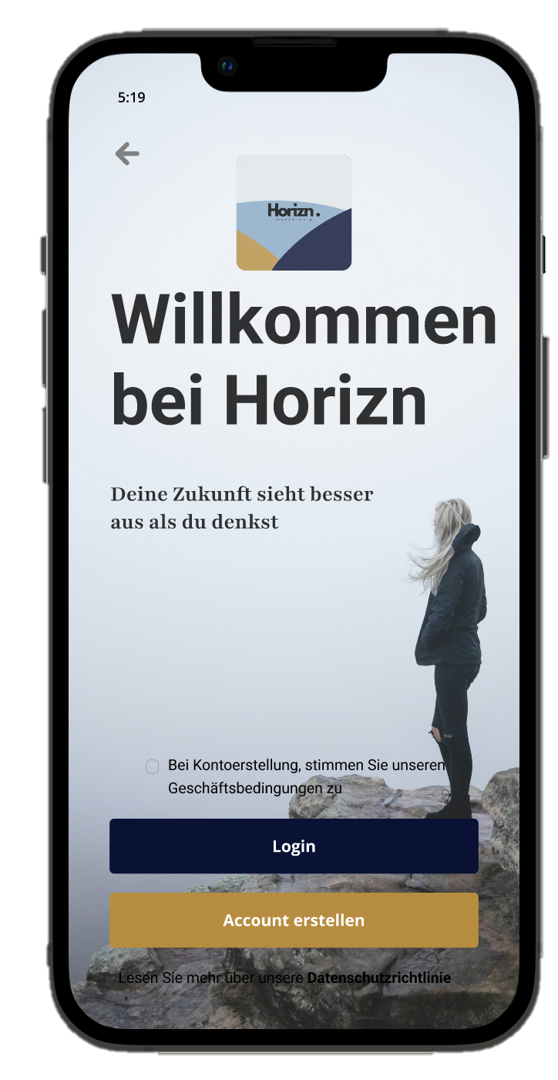 5:19
Horizn.
Willkommen
bei Horizn
Deine Zukunft sieht besser
aus als du denkst
Bei Kontoerstellung, stimmen Sie unseren
Geschäftsbedingungen zu
Login
Account erstellen
Lesen Sie mehr über unsere Datenschutzrichtlinie